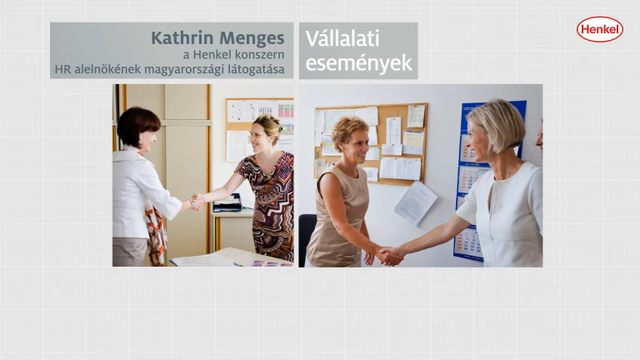 Kathrin Menges
a Henkel konszern
HR alelnökének magyarországi látogatása
Vállalati
események
Henkel